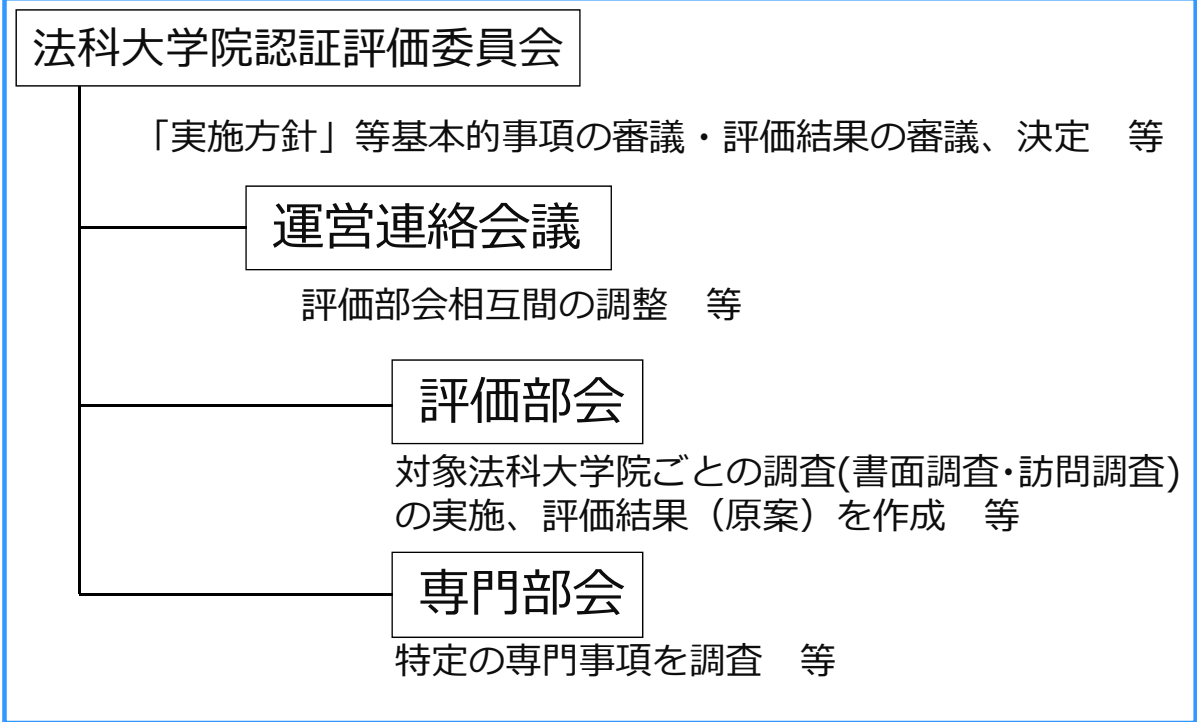 法科大学院認証評価委員会
「実施方針」等基本的事項の審議・評価結果の審議、決定　等
運営連絡会議
評価部会相互間の調整　等
評価部会
対象法科大学院ごとの調査(書面調査･訪問調査)
の実施、評価結果（原案）を作成　等
専門部会
特定の専門事項を調査　等